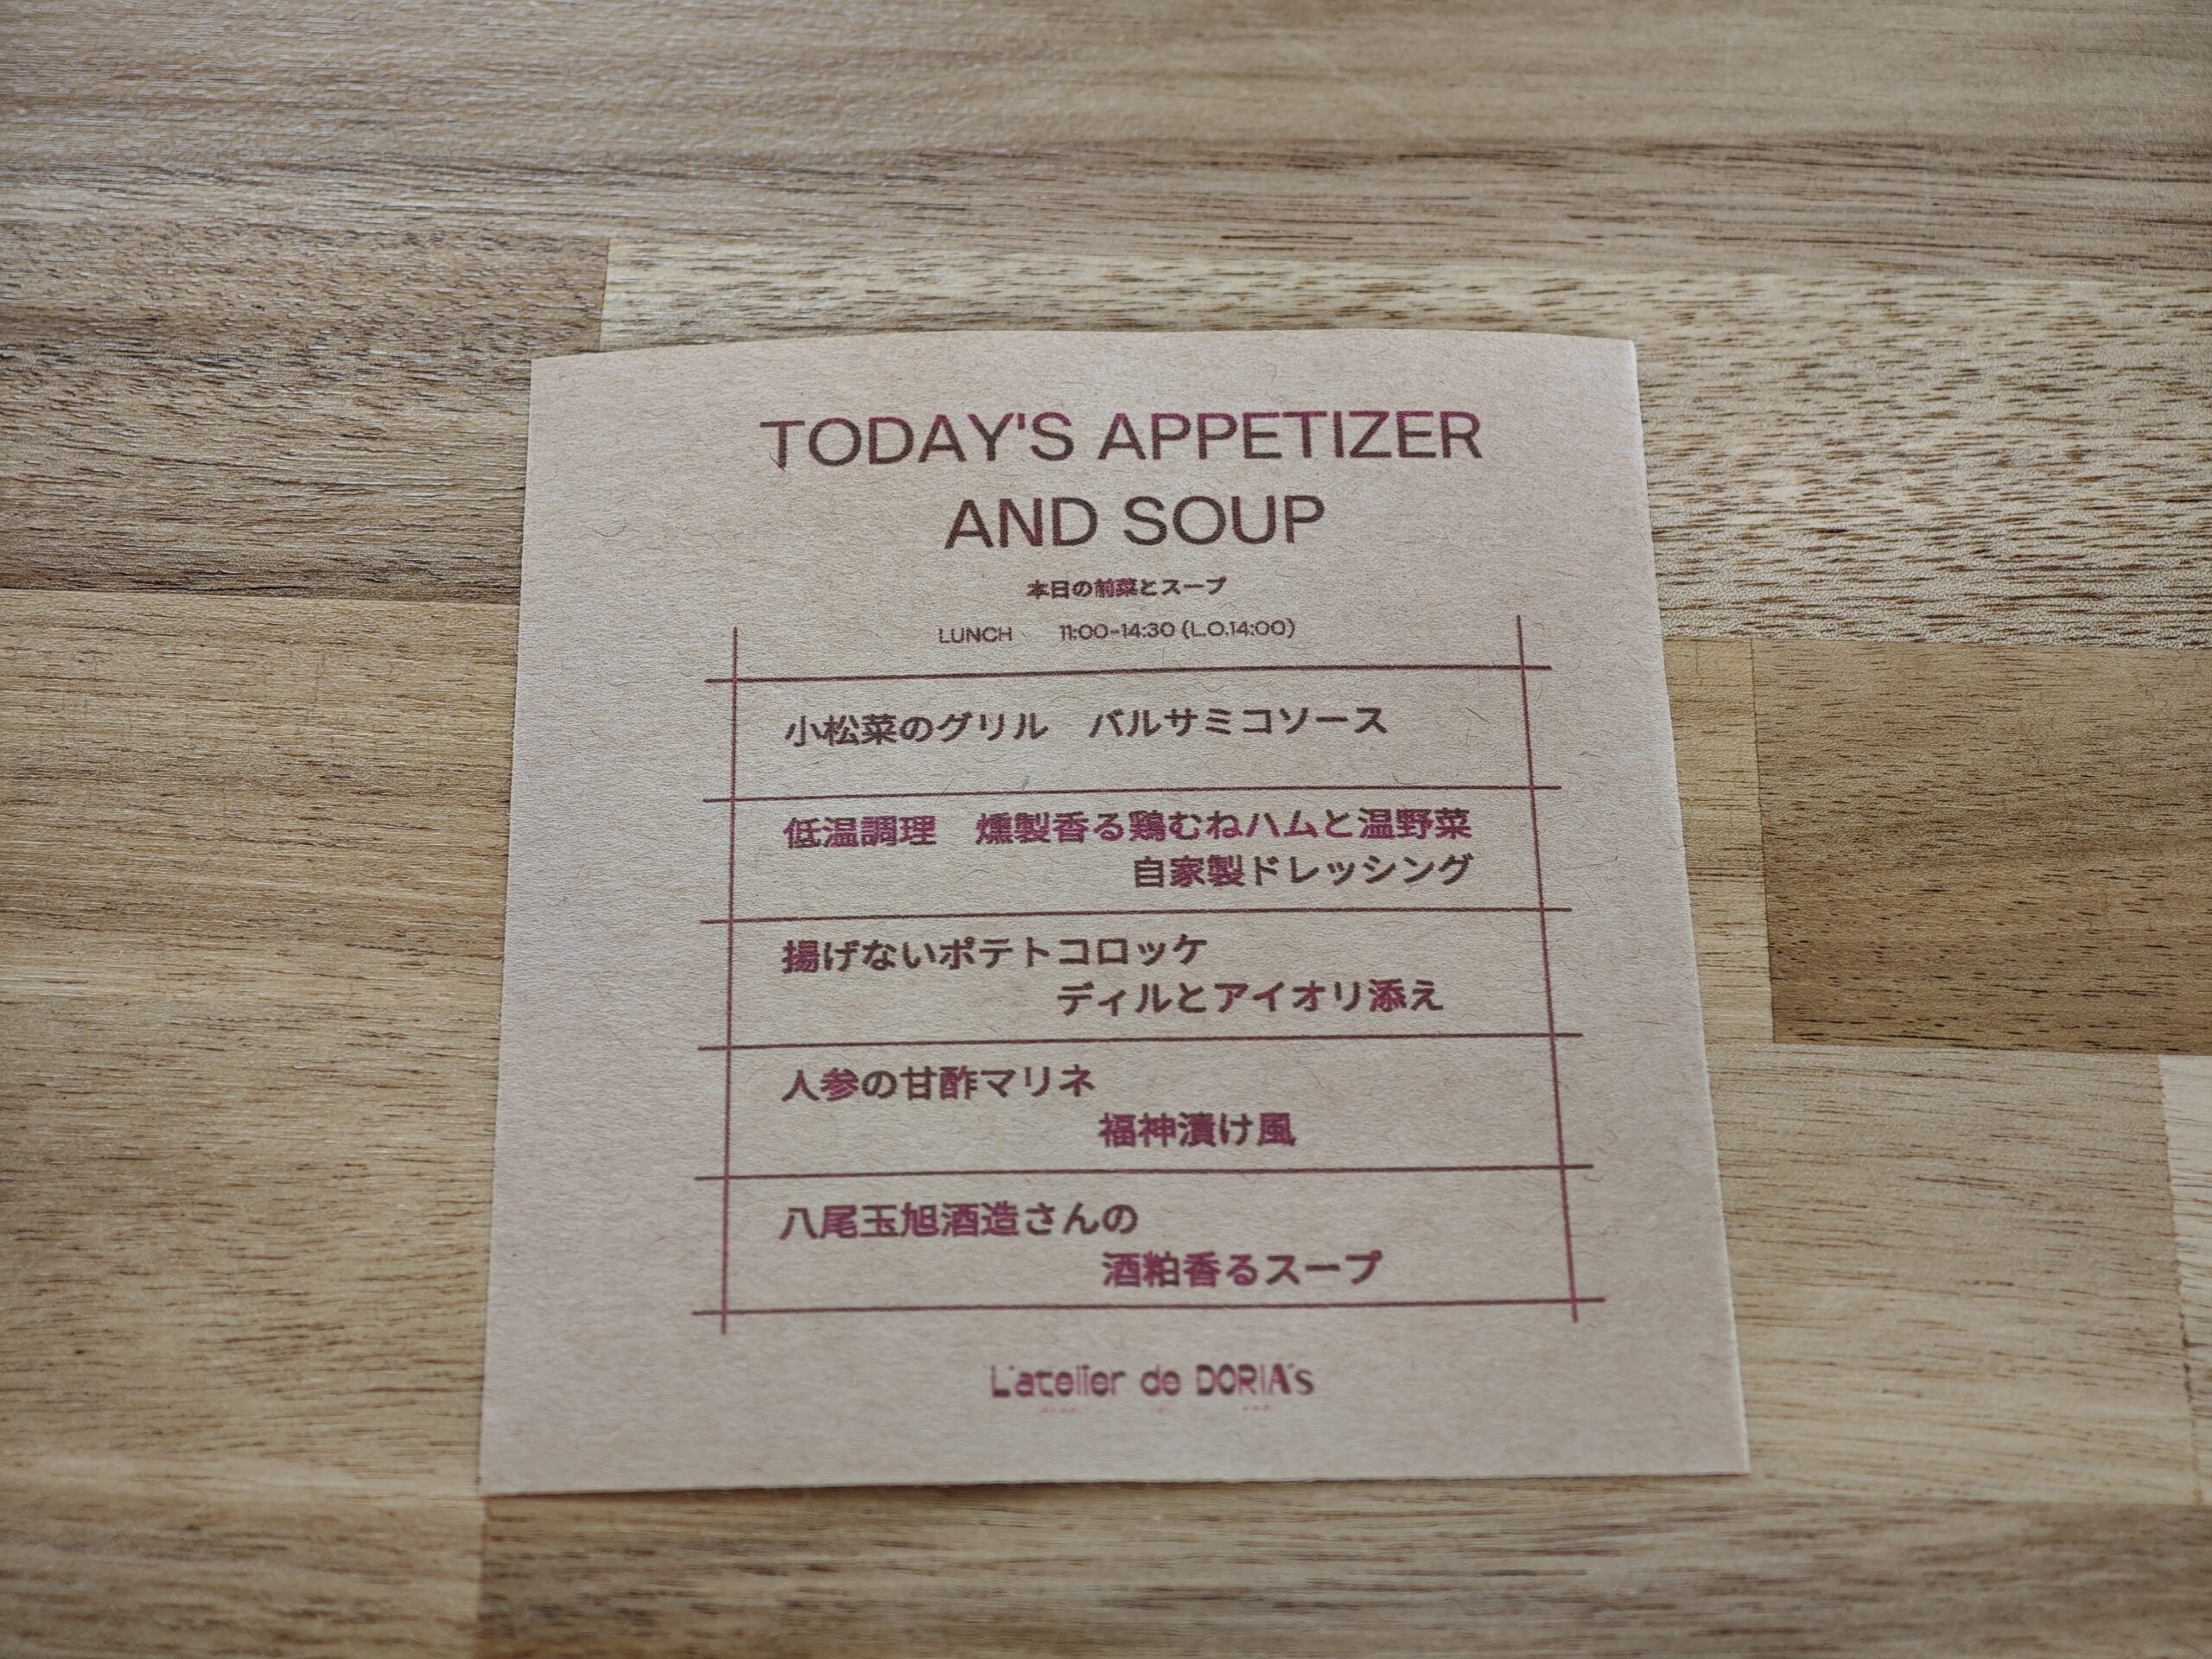 TODAY'S APPETIZER
AND SOUP
本日の前菜とスープ
LUNCH　11:00-14:30 (L.O.14:00)
小松菜のグリル　バルサミコソース
低温調理　燻製香る鶏むねハムと温野菜
自家製ドレッシング
揚げないポテトコロッケ
ディルとアイオリ添え
人参の甘酢マリネ
福神漬け風
八尾玉旭酒造さんの
酒粕香るスープ
L'atelier de DORIA's